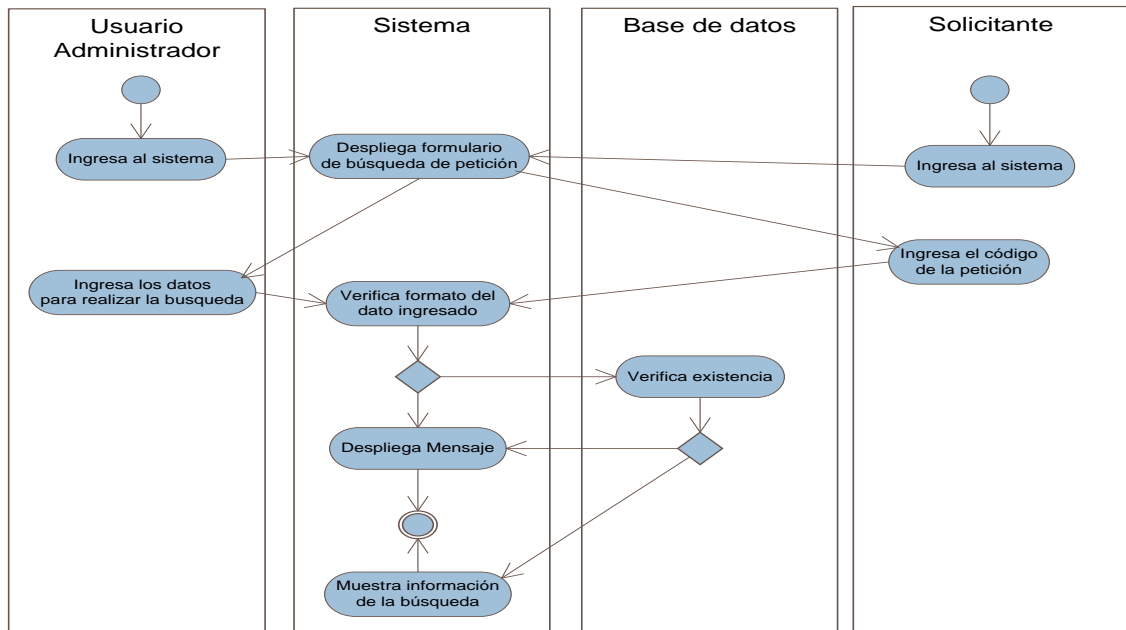 Usuario
Administrador
Sistema
Base de datos
Solicitante
Ingresa al sistema
Despliega formulario
de búsqueda de petición
Ingresa al sistema
Ingresa los datos
para realizar la busqueda
Verifica formato del
dato ingresado
Ingresa el código
de la petición
Verifica existencia
Despliega Mensaje
Muestra información
de la búsqueda